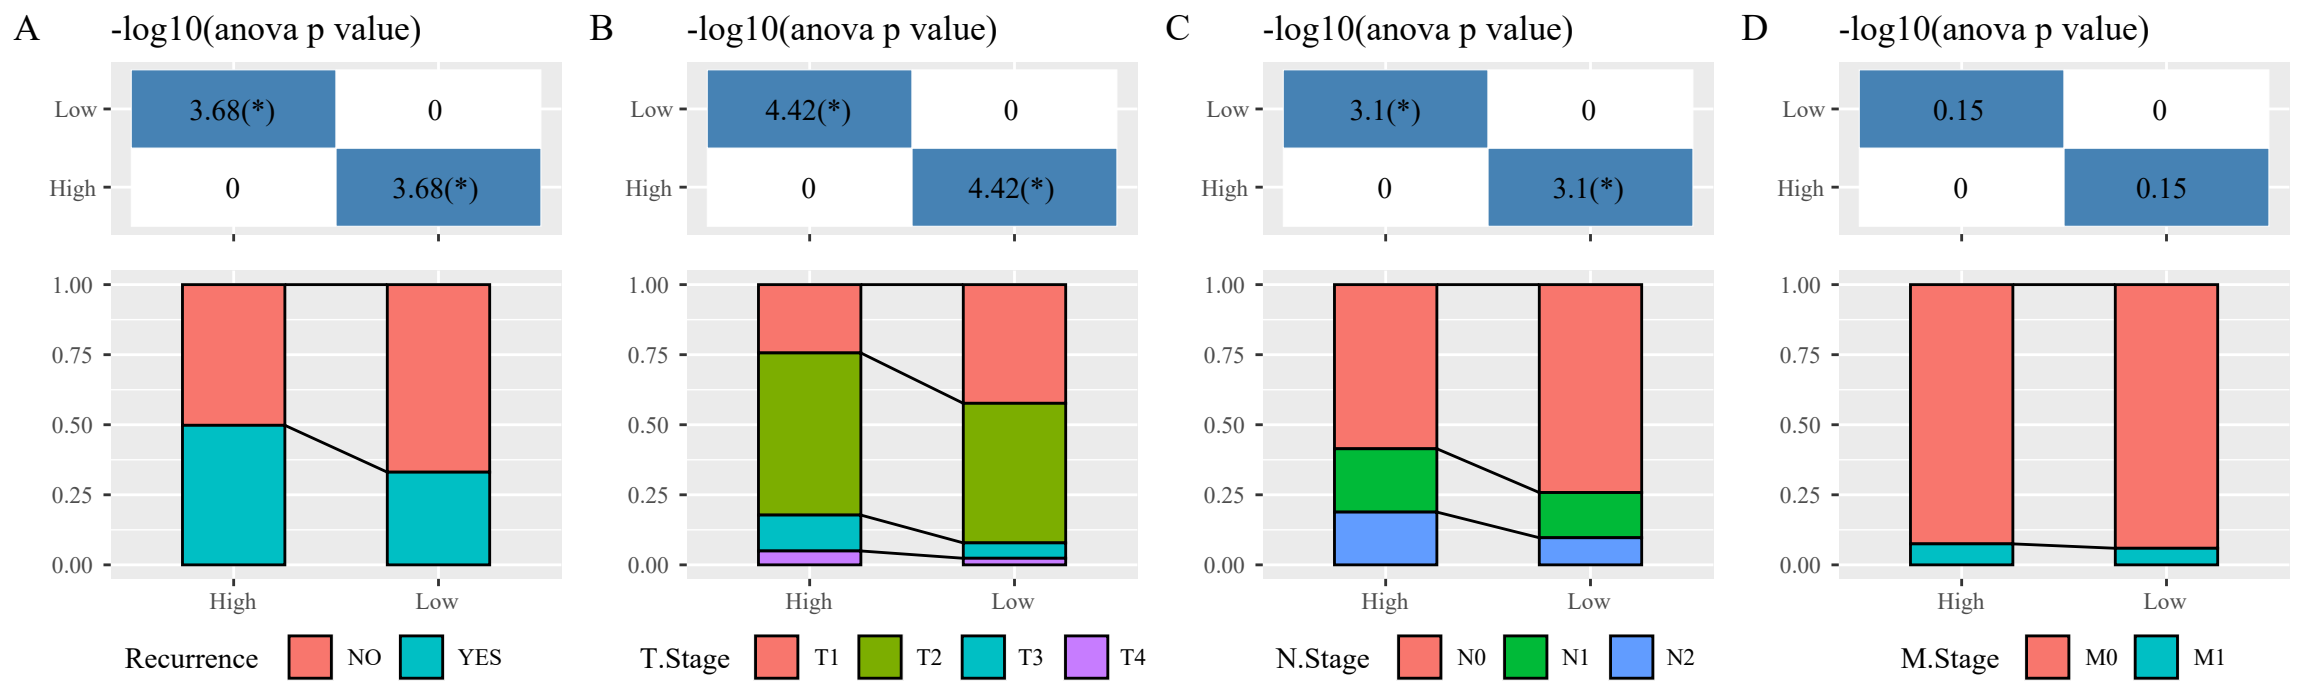 A
-log10(anova p value)
Low
3.68(*)
0
High
0
3.68(*)
1.00
0.75
0.50
0.25
0.00
High
Low
Recurrence
NO
YES
B
-log10(anova p value)
Low
4.42(*)
0
High
0
4.42(*)
1.00
0.75
0.50
0.25
0.00
High
Low
T.Stage
T1
T2
T3
T4
C
-log10(anova p value)
Low
3.1(*)
0
High
0
3.1(*)
1.00
0.75
0.50
0.25
0.00
High
Low
N.Stage
N0
N1
N2
D
-log10(anova p value)
Low
0.15
0
High
0
0.15
1.00
0.75
0.50
0.25
0.00
High
Low
M.Stage
M0
M1